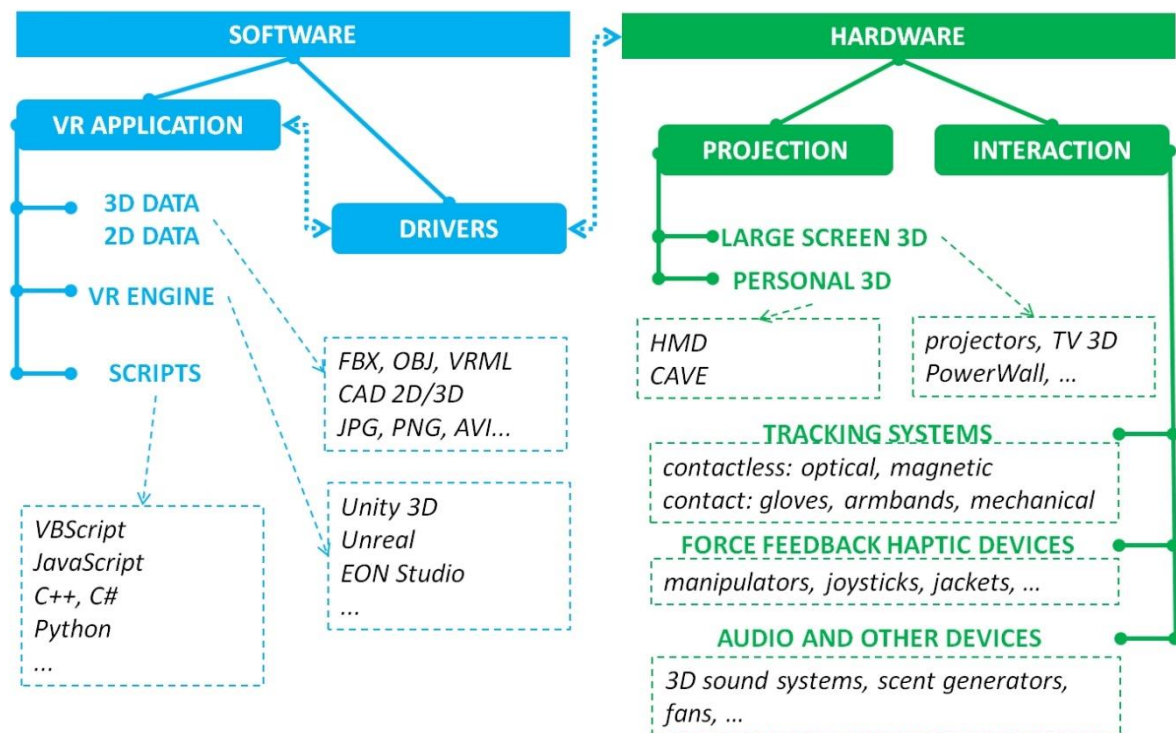 SOFTWARE
VR APPLICATION
3D DATA
2D DATA
DRIVERS
VR ENGINE
SCRIPTS
FBX, OBJ, VRML
CAD 2D/3D
JPG, PNG, AVI...
VBScript
JavaScript
C++, C#
Python
...
Unity 3D
Unreal
EON Studio
...
HARDWARE
PROJECTION
INTERACTION
LARGE SCREEN 3D
PERSONAL 3D
HMD
CAVE
projectors, TV 3D
PowerWall, ...
TRACKING SYSTEMS
contactless: optical, magnetic
contact: gloves, armbands, mechanical
FORCE FEEDBACK HAPTIC DEVICES
manipulators, joysticks, jackets, ...
AUDIO AND OTHER DEVICES
3D sound systems, scent generators,
fans, ...